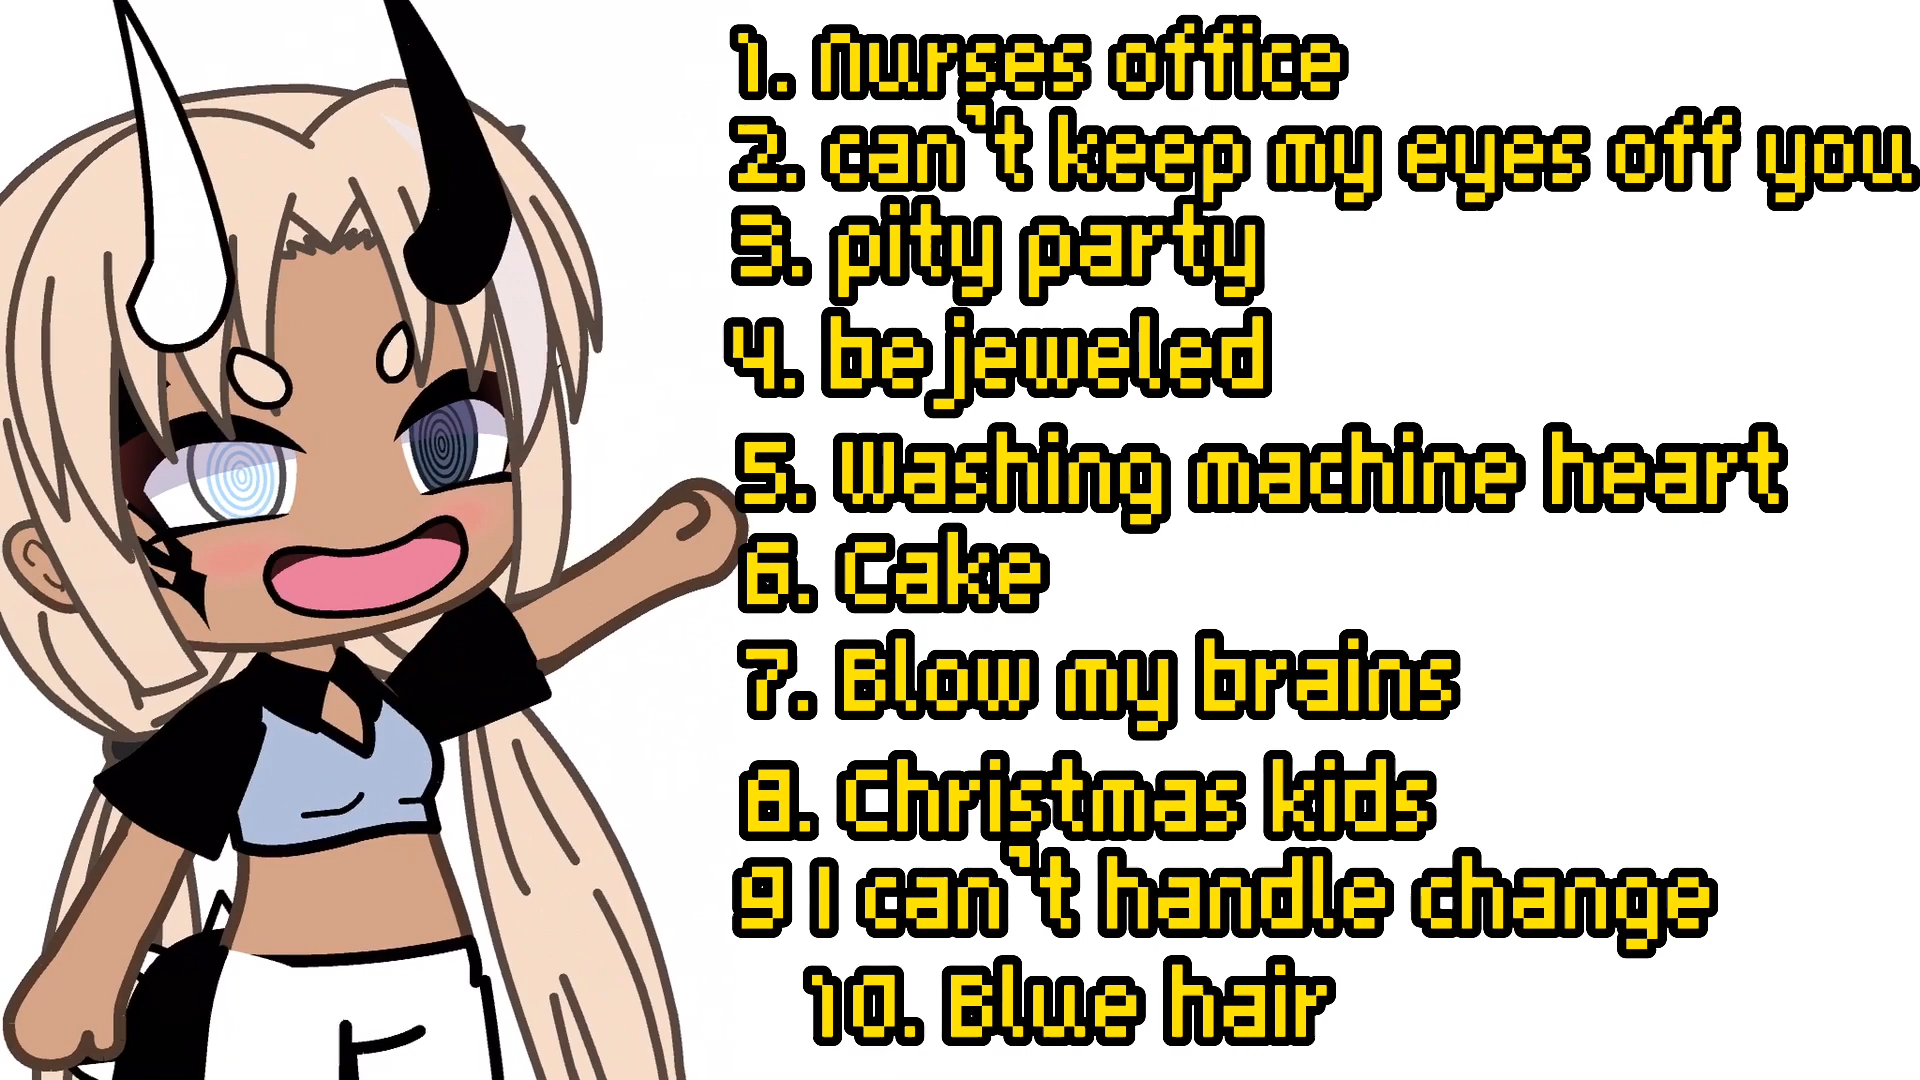 1. Nurses office
2. can't keep my eyes off you
3. pity party
4. bejeweled
5. Washing machine heart
6. Cake
7. Blow my brains
8. Christmas kids
9 I can't handle change
10. Blue hair